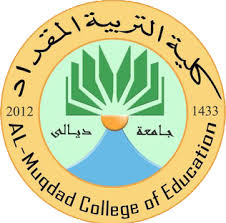 كلية التربية المقداد
2012
1433
جامعة ديالى
AL-Muqdad College of Education